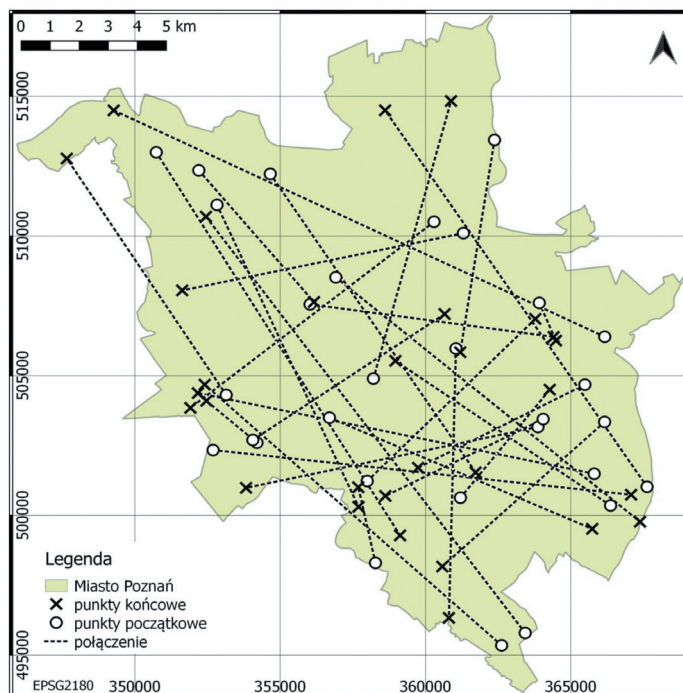 0 1 2 3 4 5 km
515000
510000
505000
500000
495000
Legenda
Miasto Poznań
punkty końcowe
punkty początkowe
połączenie
EPSG2180
350000 355000 360000 365000